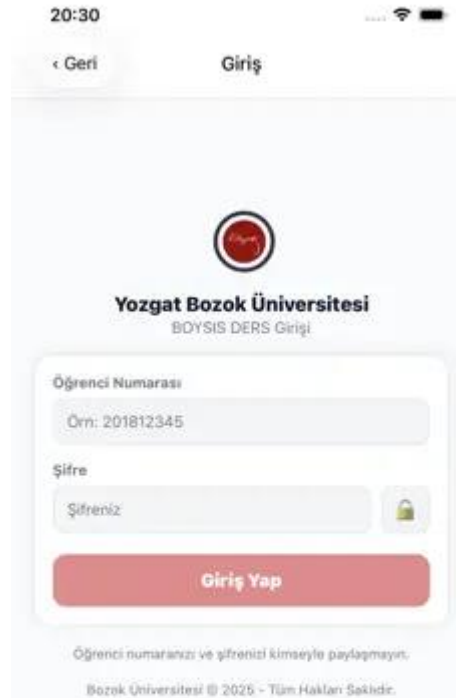 20:30
‹ Geri
Giriş
Yozgat Bozok Üniversitesi
BOYSIS DERS Girişi
Öğrenci Numarası
Örn: 201812345
Şifre
Şifreniz
Giriş Yap
Öğrenci numaranızı ve şifrenizi kimseyle paylaşmayın.
Bozok Üniversitesi © 2025 - Tüm Hakları Saklıdır.